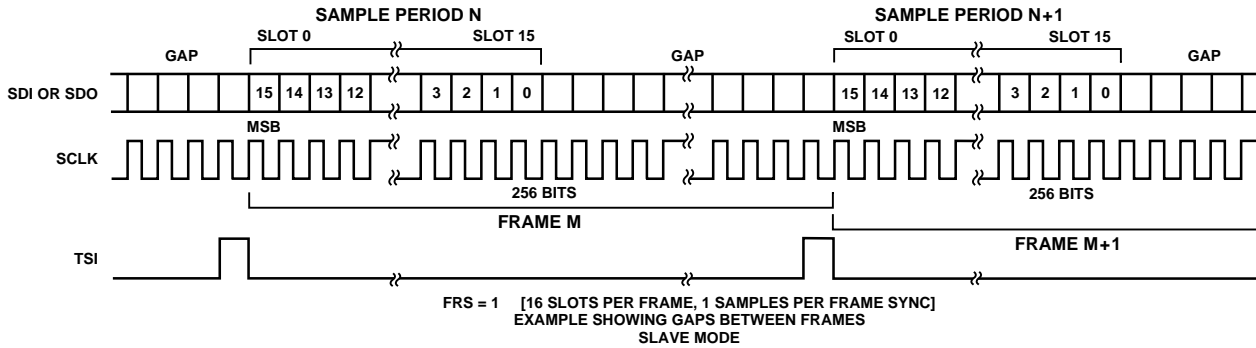 SAMPLE PERIOD N SAMPLE PERIOD N+1
SLOT 0 SLOT 15 SLOT 0 SLOT 15
GAP GAP GAP
SDI OR SDO 15 14 13 12 3 2 1 0 15 14 13 12 3 2 1 0
MSB MSB
SCLK
256 BITS 256 BITS
FRAME M
FRAME M+1
TSI
FRS = 1 [16 SLOTS PER FRAME, 1 SAMPLES PER FRAME SYNC]
EXAMPLE SHOWING GAPS BETWEEN FRAMES
SLAVE MODE